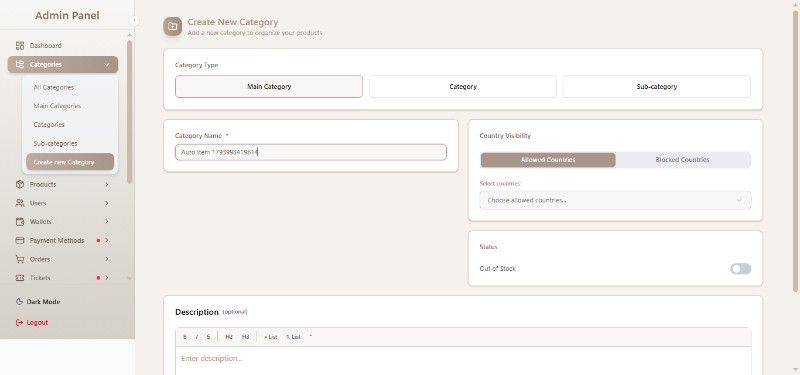 Admin Panel
Dashboard
Categories
All Categories
Main Categories
Categories
Sub-categories
Create new Category
Products
Users
Wallets
Payment Methods
Orders
Tickets
Dark Mode
Logout
Create New Category
Add a new category to organize your products
Category Type
Main Category
Category
Sub-category
Category Name *
Auto Item 1793998419614
Country Visibility
Allowed Countries
Blocked Countries
Select countries:
Choose allowed countries...
Status
Out of Stock
Description (optional)
B I S H2 H3 • List 1. List "
Enter description...